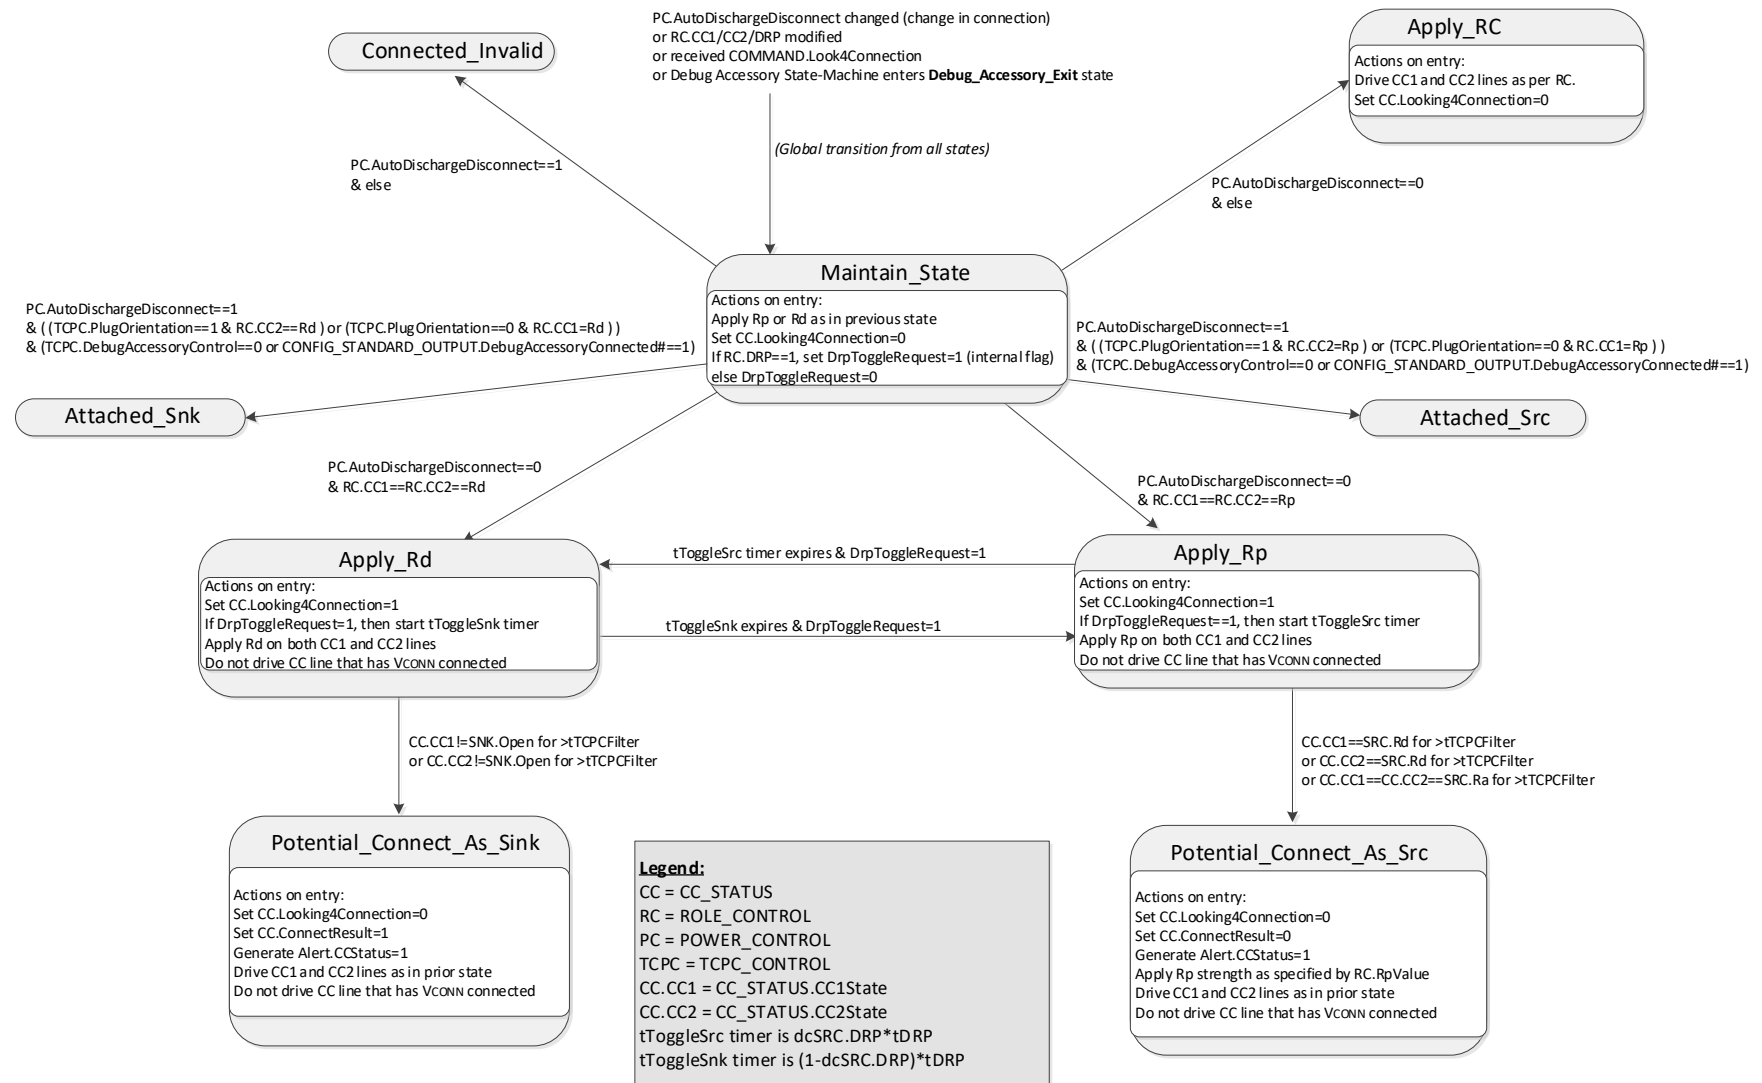 PC.AutoDischargeDisconnect changed (change in connection)
or RC.CC1/CC2/DRP modified
or received COMMAND.Look4Connection
or Debug Accessory State-Machine enters Debug_Accessory_Exit state
Connected_Invalid
Apply_RC
Actions on entry:
Drive CC1 and CC2 lines as per RC.
Set CC.Looking4Connection=0
(Global transition from all states)
PC.AutoDischargeDisconnect==1
& else
PC.AutoDischargeDisconnect==0
& else
Maintain_State
Actions on entry:
Apply Rp or Rd as in previous state
Set CC.Looking4Connection=0
If RC.DRP==1, set DrpToggleRequest=1 (internal flag)
else DrpToggleRequest=0
PC.AutoDischargeDisconnect==1
& ( (TCPC.PlugOrientation==1 & RC.CC2==Rd ) or (TCPC.PlugOrientation==0 & RC.CC1=Rd ) )
& (TCPC.DebugAccessoryControl==0 or CONFIG_STANDARD_OUTPUT.DebugAccessoryConnected#==1)
PC.AutoDischargeDisconnect==1
& ( (TCPC.PlugOrientation==1 & RC.CC2=Rp ) or (TCPC.PlugOrientation==0 & RC.CC1=Rp ) )
& (TCPC.DebugAccessoryControl==0 or CONFIG_STANDARD_OUTPUT.DebugAccessoryConnected#==1)
Attached_Snk
Attached_Src
PC.AutoDischargeDisconnect==0
& RC.CC1==RC.CC2==Rd
PC.AutoDischargeDisconnect==0
& RC.CC1==RC.CC2==Rp
Apply_Rd
Actions on entry:
Set CC.Looking4Connection=1
If DrpToggleRequest=1, then start tToggleSnk timer
Apply Rd on both CC1 and CC2 lines
Do not drive CC line that has VCONN connected
tToggleSrc timer expires & DrpToggleRequest=1
tToggleSnk expires & DrpToggleRequest=1
Apply_Rp
Actions on entry:
Set CC.Looking4Connection=1
If DrpToggleRequest==1, then start tToggleSrc timer
Apply Rp on both CC1 and CC2 lines
Do not drive CC line that has VCONN connected
CC.CC1!=SNK.Open for >tTCPCFilter
or CC.CC2!=SNK.Open for >tTCPCFilter
CC.CC1==SRC.Rd for >tTCPCFilter
or CC.CC2==SRC.Rd for >tTCPCFilter
or CC.CC1==CC.CC2==SRC.Ra for >tTCPCFilter
Potential_Connect_As_Sink
Actions on entry:
Set CC.Looking4Connection=0
Set CC.ConnectResult=1
Generate Alert.CCStatus=1
Drive CC1 and CC2 lines as in prior state
Do not drive CC line that has VCONN connected
Legend:
CC = CC_STATUS
RC = ROLE_CONTROL
PC = POWER_CONTROL
TCPC = TCPC_CONTROL
CC.CC1 = CC_STATUS.CC1State
CC.CC2 = CC_STATUS.CC2State
tToggleSrc timer is dcSRC.DRP*tDRP
tToggleSnk timer is (1-dcSRC.DRP)*tDRP
Potential_Connect_As_Src
Actions on entry:
Set CC.Looking4Connection=0
Set CC.ConnectResult=0
Generate Alert.CCStatus=1
Apply Rp strength as specified by RC.RpValue
Drive CC1 and CC2 lines as in prior state
Do not drive CC line that has VCONN connected